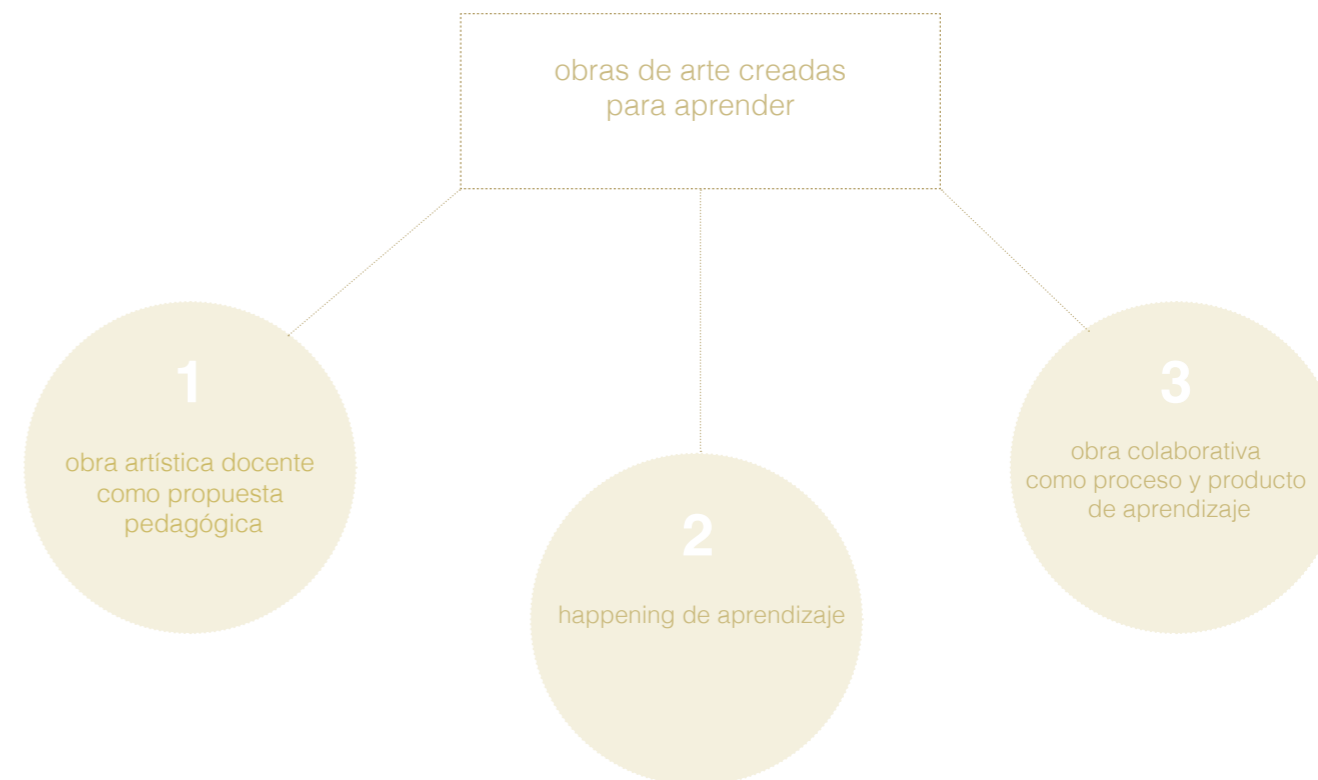 obras de arte creadas
para aprender
1
obra artística docente
como propuesta
pedagógica
2
happening de aprendizaje
3
obra colaborativa
como proceso y producto
de aprendizaje